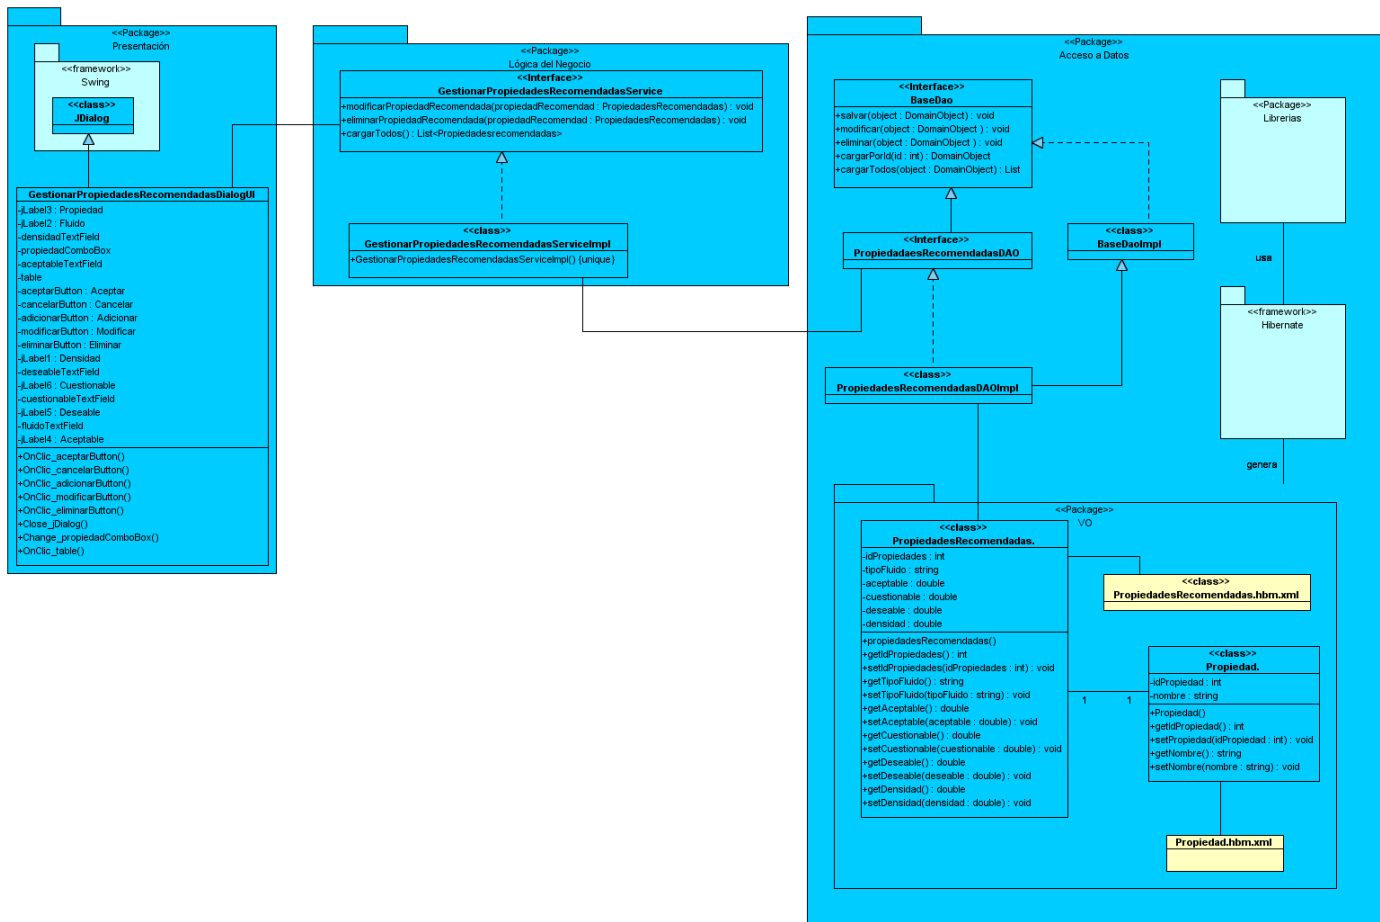 <<Package>>
Presentación
<<framework>>
Swing
<<class>>
JDialog
GestionarPropiedadesRecomendadasDialogUI
-jLabel3 : Propiedad
-jLabel2 : Fluido
-densidadTextField
-propiedadComboBox
-aceptableTextField
-table
-aceptarButton : Aceptar
-cancelarButton : Cancelar
-adicionarButton : Adicionar
-modificarButton : Modificar
-eliminarButton : Eliminar
-jLabel1 : Densidad
-deseableTextField
-jLabel6 : Cuestionable
-cuestionableTextField
-jLabel5 : Deseable
-fluidoTextField
-jLabel4 : Aceptable
+OnClic_aceptarButton()
+OnClic_cancelarButton()
+OnClic_adicionarButton()
+OnClic_modificarButton()
+OnClic_eliminarButton()
+Close_jDialog()
+Change_propiedadComboBox()
+OnClic_table()
<<Package>>
Lógica del Negocio
<<Interface>>
GestionarPropiedadesRecomendadasService
+modificarPropiedadRecomendada(propiedadRecomendad : PropiedadesRecomendadas) : void
+eliminarPropiedadRecomendada(propiedadRecomendad : PropiedadesRecomendadas) : void
+cargarTodos() : List<Propiedadesrecomendadas>
<<class>>
GestionarPropiedadesRecomendadasServiceImpl
+GestionarPropiedadesRecomendadasServiceImpl() {unique}
<<Package>>
Acceso a Datos
<<Interface>>
BaseDao
+salvar(object : DomainObject) : void
+modificar(object : DomainObject ) : void
+eliminar(object : DomainObject ) : void
+cargarPorId(id : int) : DomainObject
+cargarTodos(object : DomainObject) : List
<<Interface>>
PropiedadaesRecomendadasDAO
<<class>>
BaseDaoImpl
<<class>>
PropiedadesRecomendadasDAOImpl
<<Package>>
Librerias
usa
<<framework>>
Hibernate
genera
<<Package>>
VO
<<class>>
PropiedadesRecomendadas.
-idPropiedades : int
-tipoFluido : string
-aceptable : double
-cuestionable : double
-deseable : double
-densidad : double
+propiedadesRecomendadas()
+getIdPropiedades() : int
+setIdPropiedades(idPropiedades : int) : void
+getTipoFluido() : string
+setTipoFluido(tipoFluido : string) : void
+getAceptable() : double
+setAceptable(aceptable : double) : void
+getCuestionable() : double
+setCuestionable(cuestionable : double) : void
+getDeseable() : double
+setDeseable(deseable : double) : void
+getDensidad() : double
+setDensidad(densidad : double) : void
<<class>>
PropiedadesRecomendadas.hbm.xml
1 1
<<class>>
Propiedad.
-idPropiedad : int
-nombre : string
+Propiedad()
+getIdPropiedad() : int
+setPropiedad(idPropiedad : int) : void
+getNombre() : string
+setNombre(nombre : string) : void
Propiedad.hbm.xml